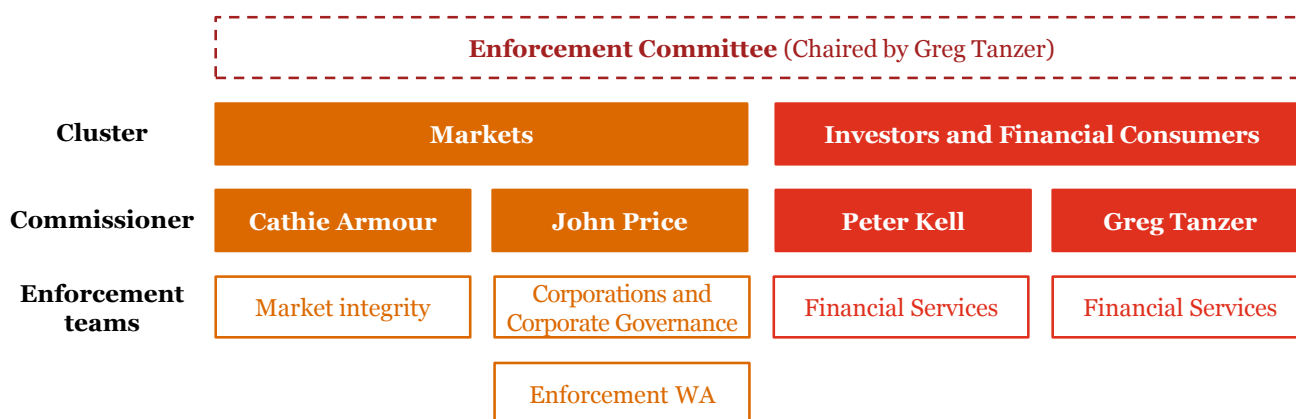 Enforcement Committee (Chaired by Greg Tanzer)
Cluster
Markets
Investors and Financial Consumers
Commissioner
Cathie Armour
John Price
Peter Kell
Greg Tanzer
Enforcement
teams
Market integrity
Corporations and
Corporate Governance
Financial Services
Financial Services
Enforcement WA